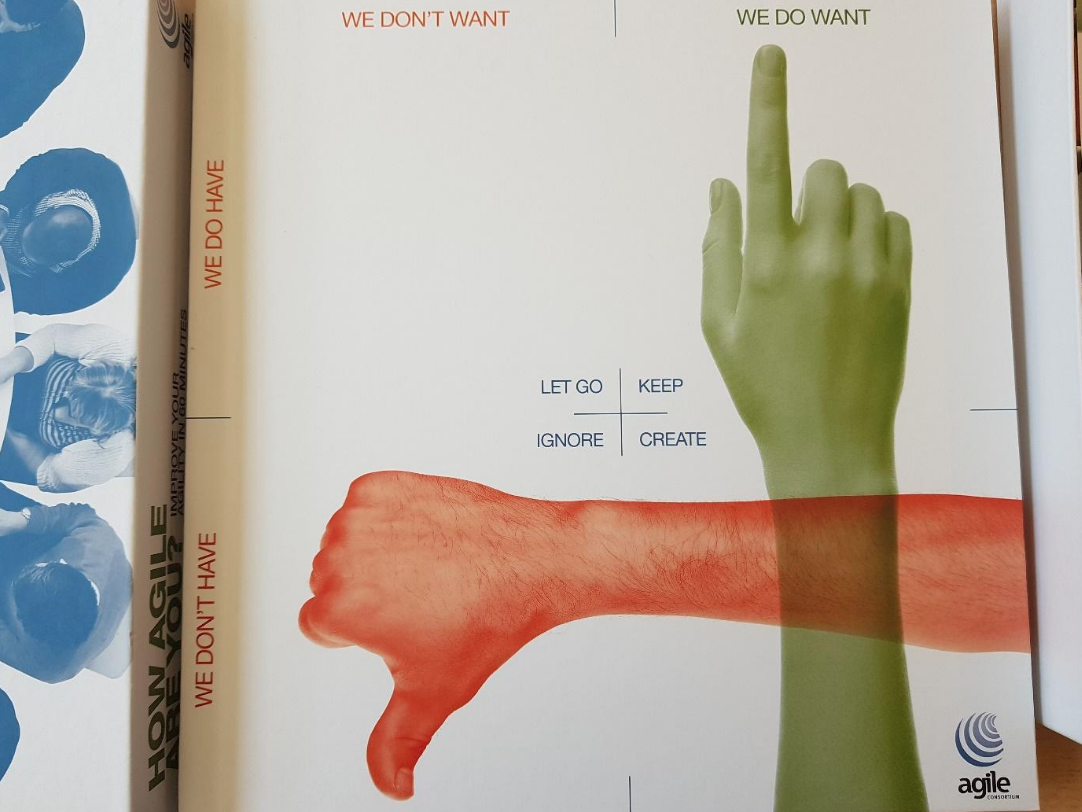 WE DON'T WANT
WE DO WANT
WE DO HAVE
WE DON'T HAVE
LET GO
KEEP
IGNORE
CREATE
agile
CONSORTIUM
agile
HOW AGILE
ARE YOU?
IMPROVE YOUR
AGILITY IN 60 MINUTES